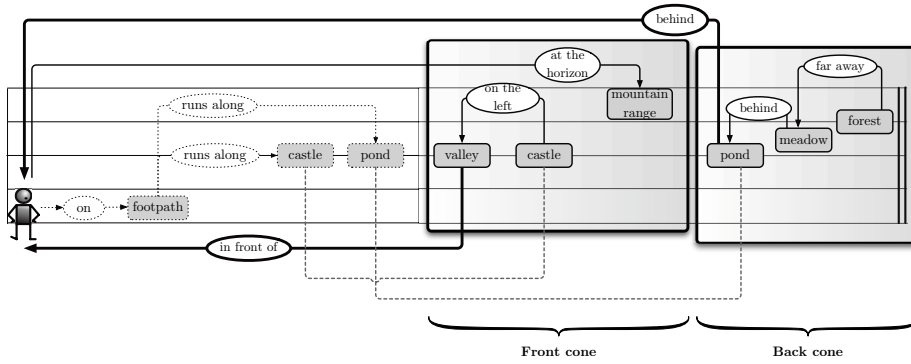 behind
at the
horizon
on the
left
far away
mountain
range
runs along
behind
forest
meadow
runs along
castle
pond
valley
castle
pond
on
footpath
in front of
Front cone
Back cone